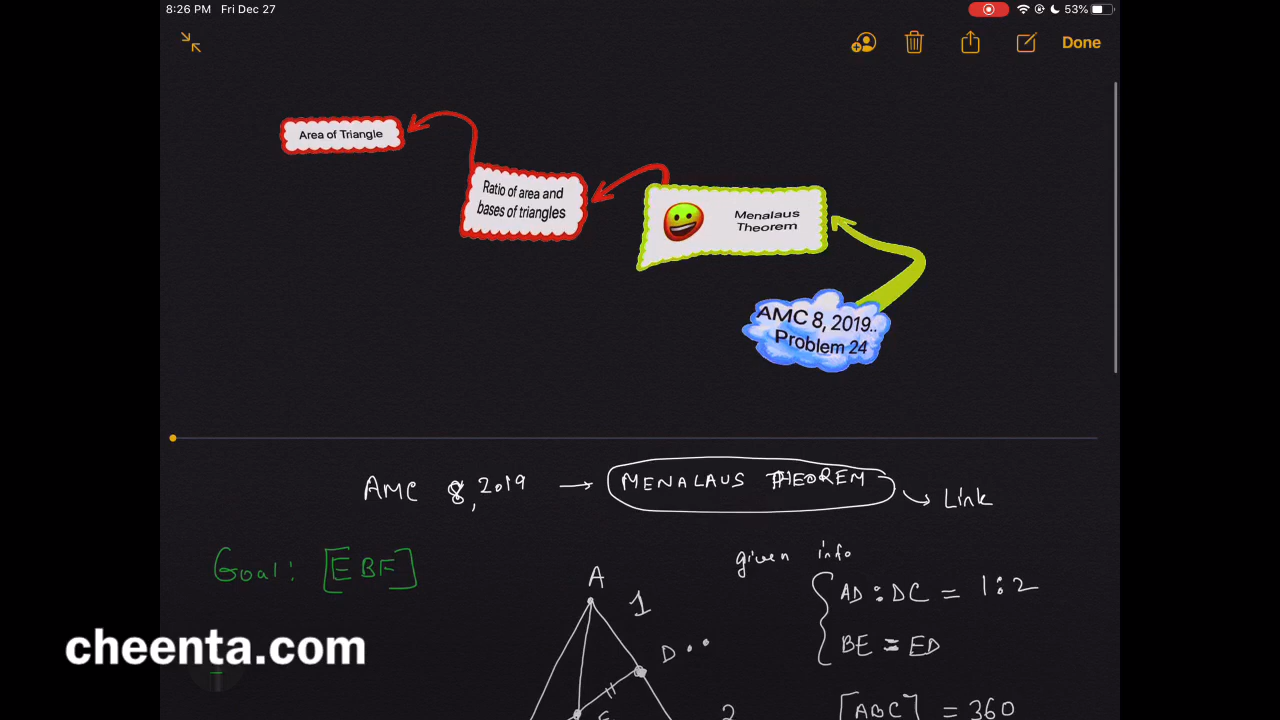 8:26 PM Fri Dec 27
53%
Done
Area of Triangle
Ratio of area and
bases of triangles
Menalaus
Theorem
AMC 8, 2019..
Problem 24
AMC 8, 2019 → MENALAUS THEOREM
Link
Goal: [EBF]
given info
A
1
AD : DC = 1:2
D
BE = ED
E
2
[ABC] = 360
cheenta.com